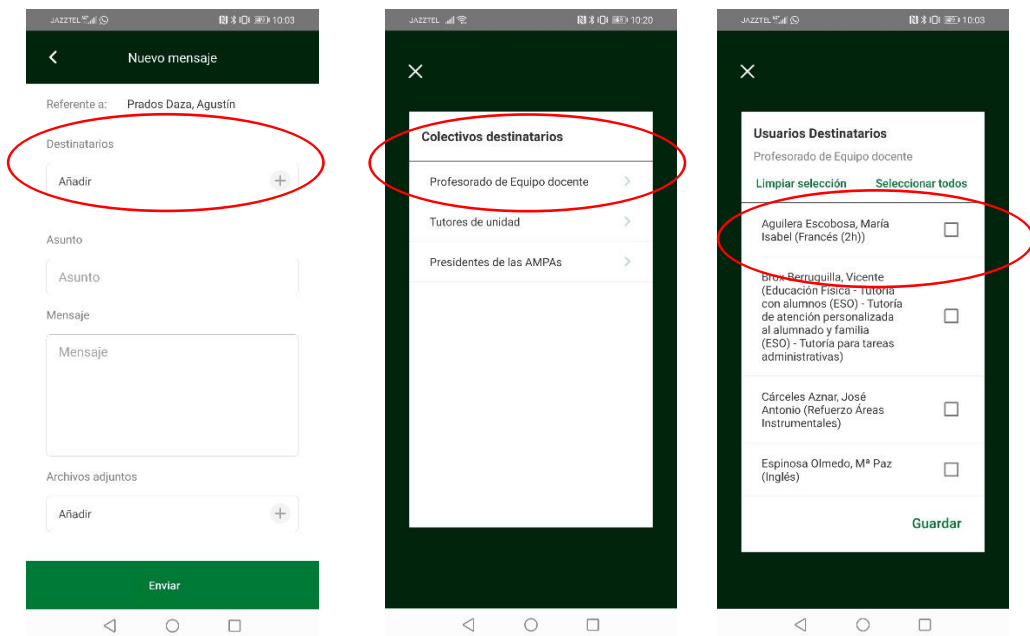 JAZZTEL 10:03
Nuevo mensaje
Referente a: Prados Daza, Agustín
Destinatarios
Añadir
Asunto
Asunto
Mensaje
Mensaje
Archivos adjuntos
Añadir
Enviar
JAZZTEL 10:20
Colectivos destinatarios
Profesorado de Equipo docente
Tutores de unidad
Presidentes de las AMPAs
JAZZTEL 10:03
Usuarios Destinatarios
Profesorado de Equipo docente
Limpiar selección Seleccionar todos
Aguilera Escobosa, María
Isabel (Francés (2h))
Brox Berruguilla, Vicente
(Educación Física - Tutoría
con alumnos (ESO) - Tutoría
de atención personalizada
al alumnado y familia
(ESO) - Tutoría para tareas
administrativas)
Cárceles Aznar, José
Antonio (Refuerzo Áreas
Instrumentales)
Espinosa Olmedo, Mª Paz
(Inglés)
Guardar